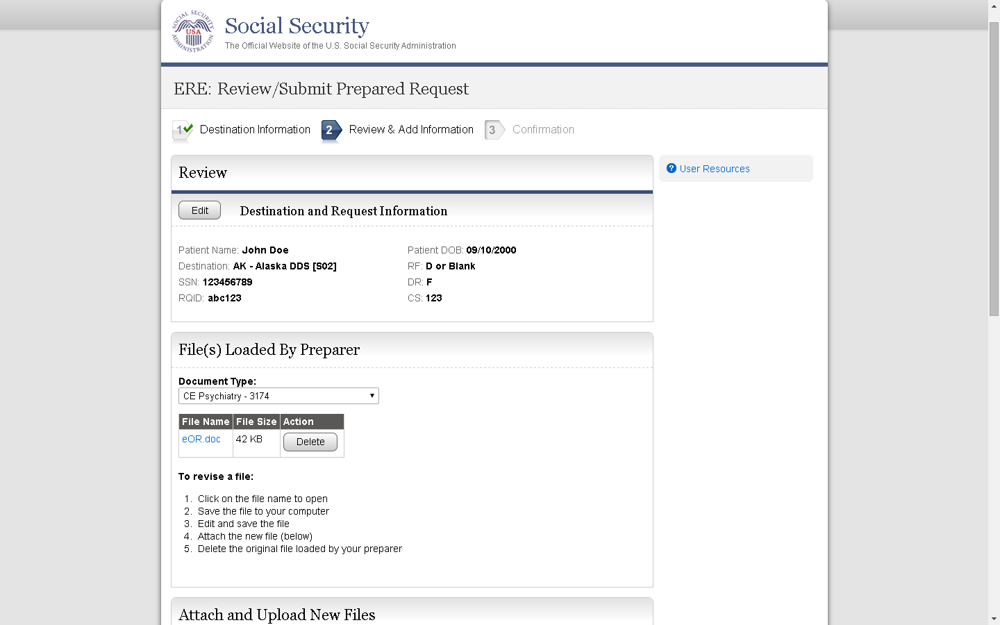 SOCIAL SECURITY ADMINISTRATION
USA
Social Security
The Official Website of the U.S. Social Security Administration
ERE: Review/Submit Prepared Request
1 Destination Information 2 Review & Add Information 3 Confirmation
Review
? User Resources
Edit Destination and Request Information
Patient Name: John Doe Patient DOB: 09/10/2000
Destination: AK - Alaska DDS [S02] RF: D or Blank
SSN: 123456789 DR: F
RQID: abc123 CS: 123
File(s) Loaded By Preparer
Document Type:
CE Psychiatry - 3174
File Name File Size Action
eOR.doc 42 KB Delete
To revise a file:
1. Click on the file name to open
2. Save the file to your computer
3. Edit and save the file
4. Attach the new file (below)
5. Delete the original file loaded by your preparer
Attach and Upload New Files